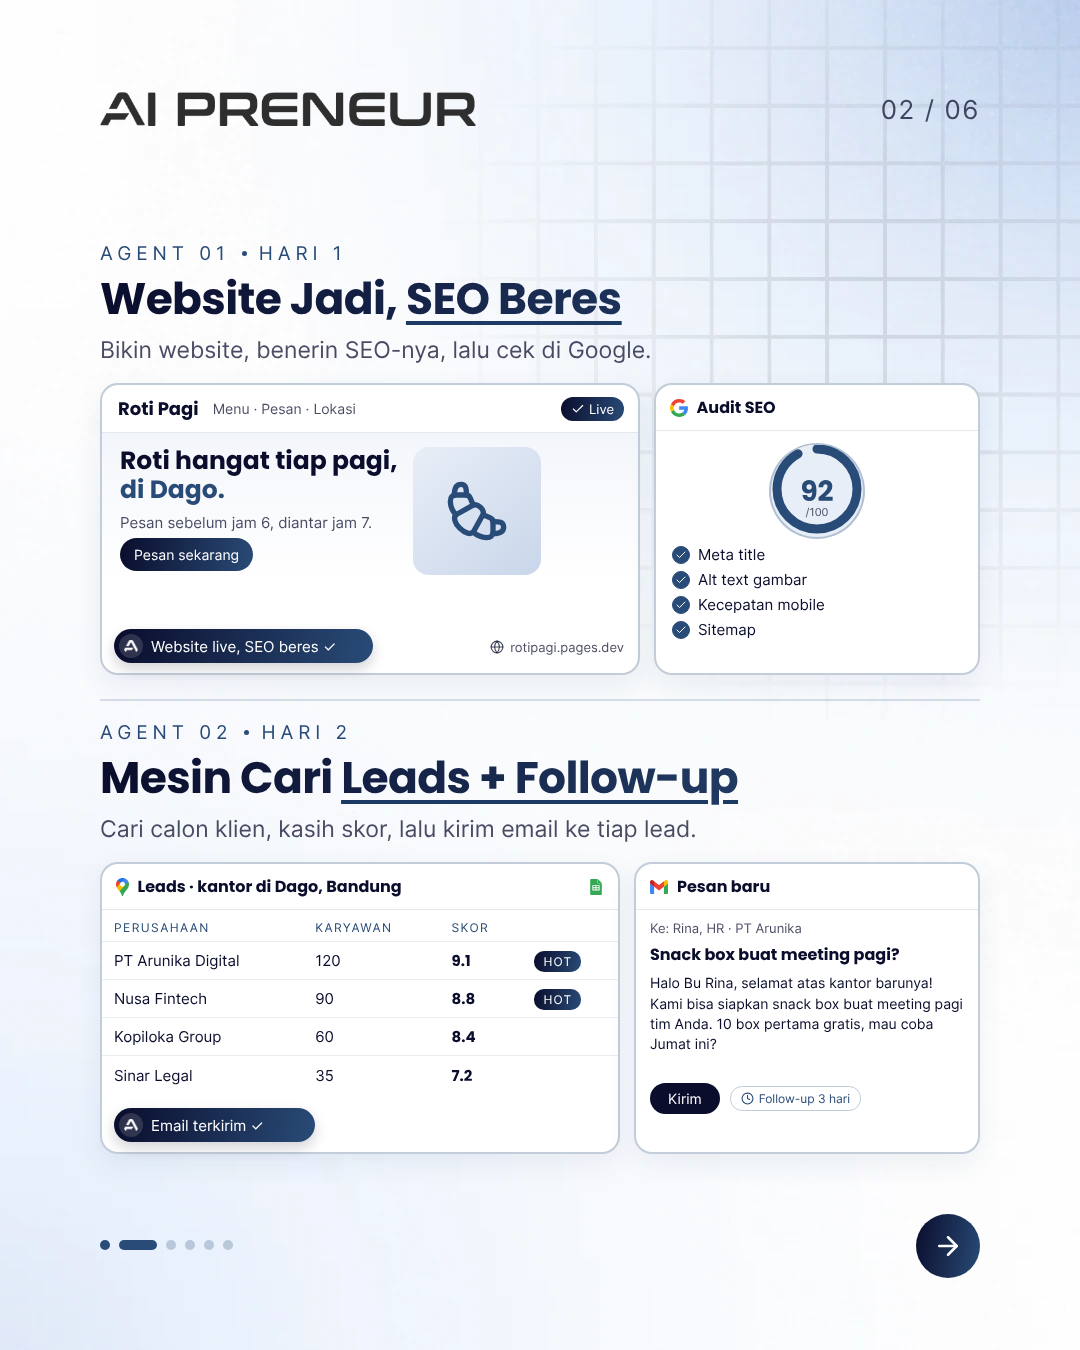 AI PRENEUR
02 / 06
AGENT 01 • HARI 1
Website Jadi, SEO Beres
Bikin website, benerin SEO-nya, lalu cek di Google.
Roti Pagi
Menu · Pesan · Lokasi
Live
Roti hangat tiap pagi,
di Dago.
Pesan sebelum jam 6, diantar jam 7.
Pesan sekarang
Website live, SEO beres ✓
rotipagi.pages.dev
Audit SEO
92
/100
Meta title
Alt text gambar
Kecepatan mobile
Sitemap
AGENT 02 • HARI 2
Mesin Cari Leads + Follow-up
Cari calon klien, kasih skor, lalu kirim email ke tiap lead.
Leads · kantor di Dago, Bandung
PERUSAHAAN KARYAWAN SKOR
PT Arunika Digital 120 9.1 HOT
Nusa Fintech 90 8.8 HOT
Kopiloka Group 60 8.4
Sinar Legal 35 7.2
Email terkirim ✓
Pesan baru
Ke: Rina, HR · PT Arunika
Snack box buat meeting pagi?
Halo Bu Rina, selamat atas kantor barunya!
Kami bisa siapkan snack box buat meeting pagi
tim Anda. 10 box pertama gratis, mau coba
Jumat ini?
Kirim
Follow-up 3 hari